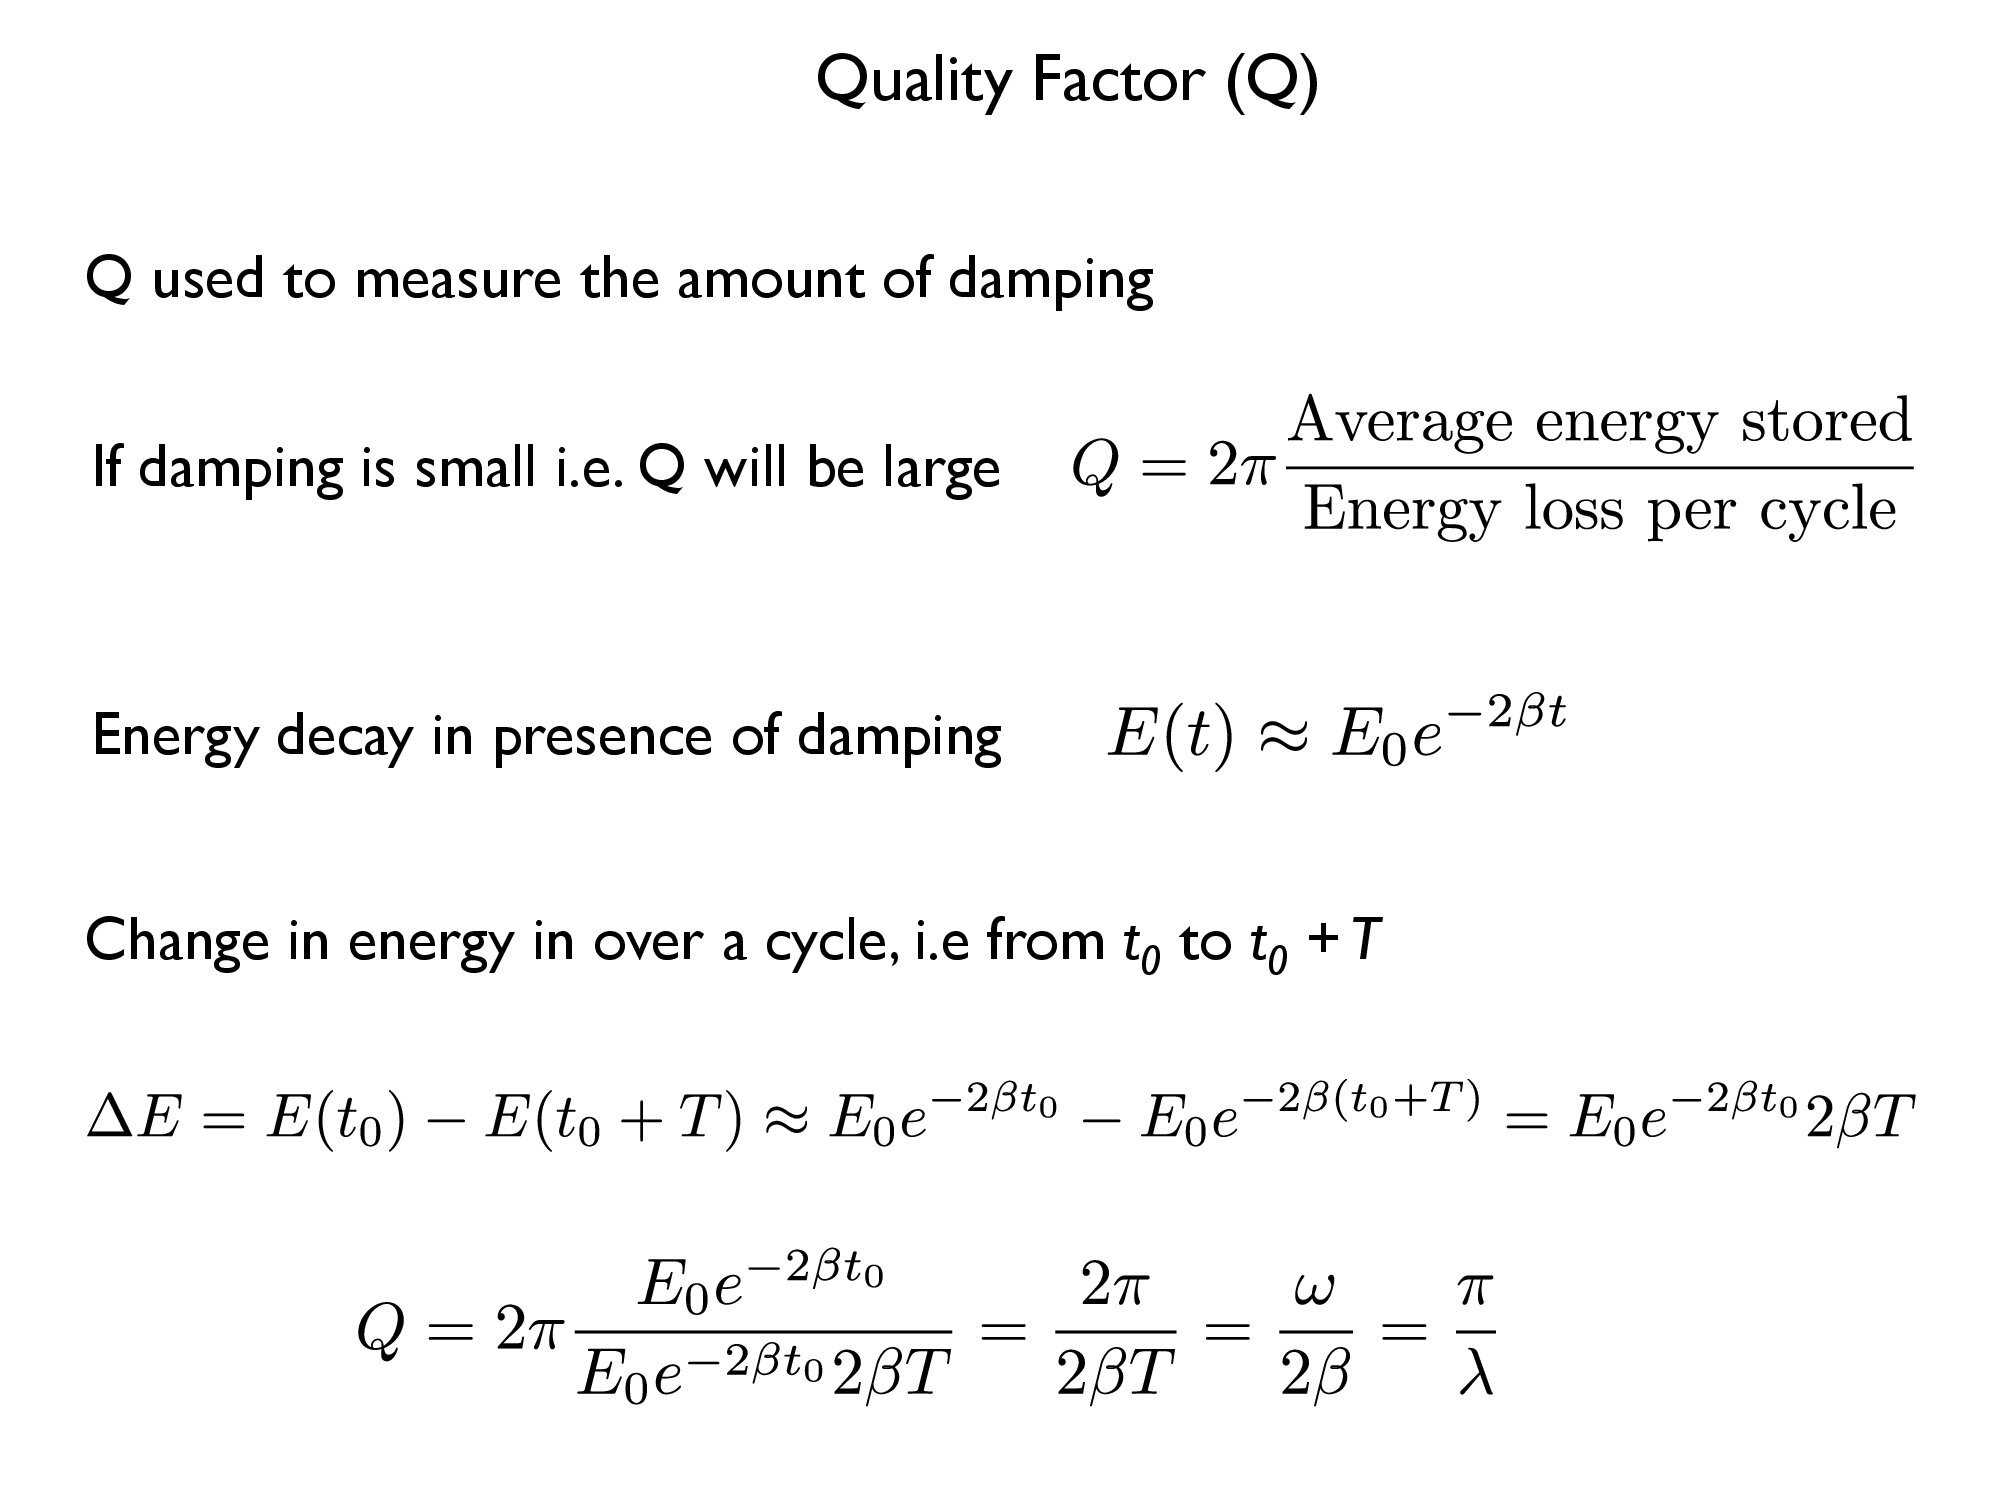 Quality Factor (Q)
Q used to measure the amount of damping
If damping is small i.e. Q will be large $Q = 2\pi \frac{\text{Average energy stored}}{\text{Energy loss per cycle}}$
Energy decay in presence of damping $E(t) \approx E_0 e^{-2\beta t}$
Change in energy in over a cycle, i.e from $t_0$ to $t_0 + T$
$\Delta E = E(t_0) - E(t_0 + T) \approx E_0 e^{-2\beta t_0} - E_0 e^{-2\beta(t_0+T)} = E_0 e^{-2\beta t_0} 2\beta T$
$Q = 2\pi \frac{E_0 e^{-2\beta t_0}}{E_0 e^{-2\beta t_0} 2\beta T} = \frac{2\pi}{2\beta T} = \frac{\omega}{2\beta} = \frac{\pi}{\lambda}$